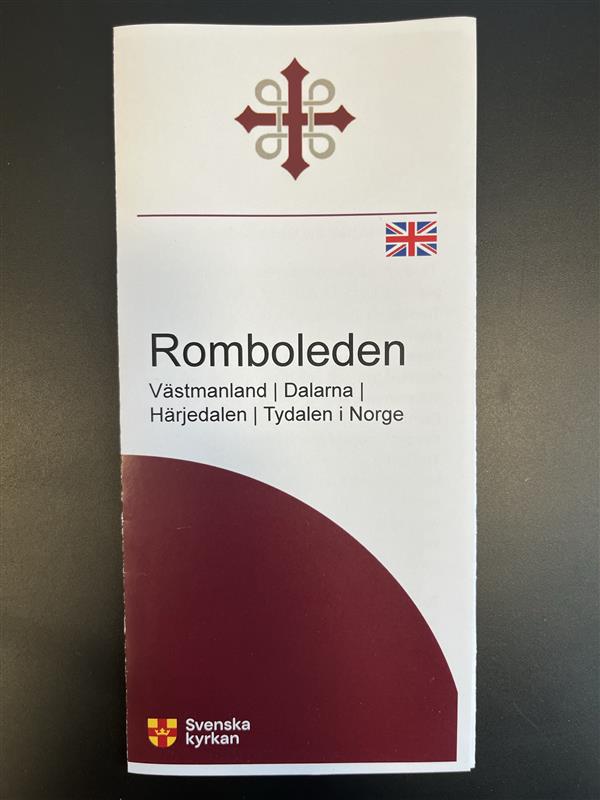 Romboleden
Västmanland | Dalarna |
Härjedalen | Tydalen i Norge
Svenska
kyrkan